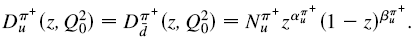 $D_u^{\pi^+}(z, Q_0^2) = D_{\bar{d}}^{\pi^+}(z, Q_0^2) = N_u^{\pi^+} z^{\alpha_u^{\pi^+}} (1 - z)^{\beta_u^{\pi^+}}.$